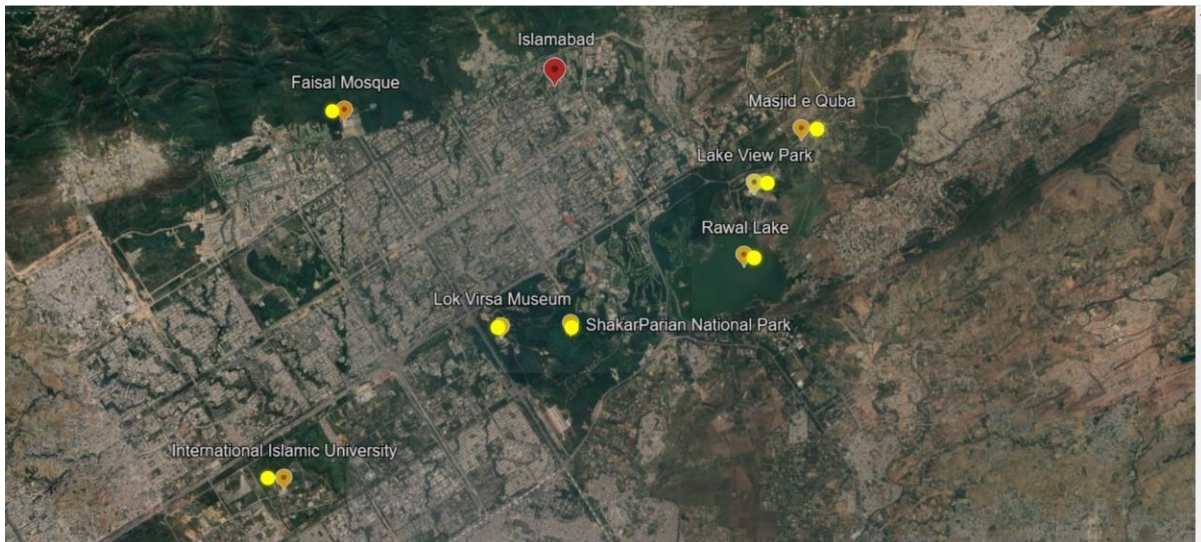 Islamabad
Faisal Mosque
Masjid e Quba
Lake View Park
Rawal Lake
Lok Virsa Museum
ShakarParian National Park
International Islamic University